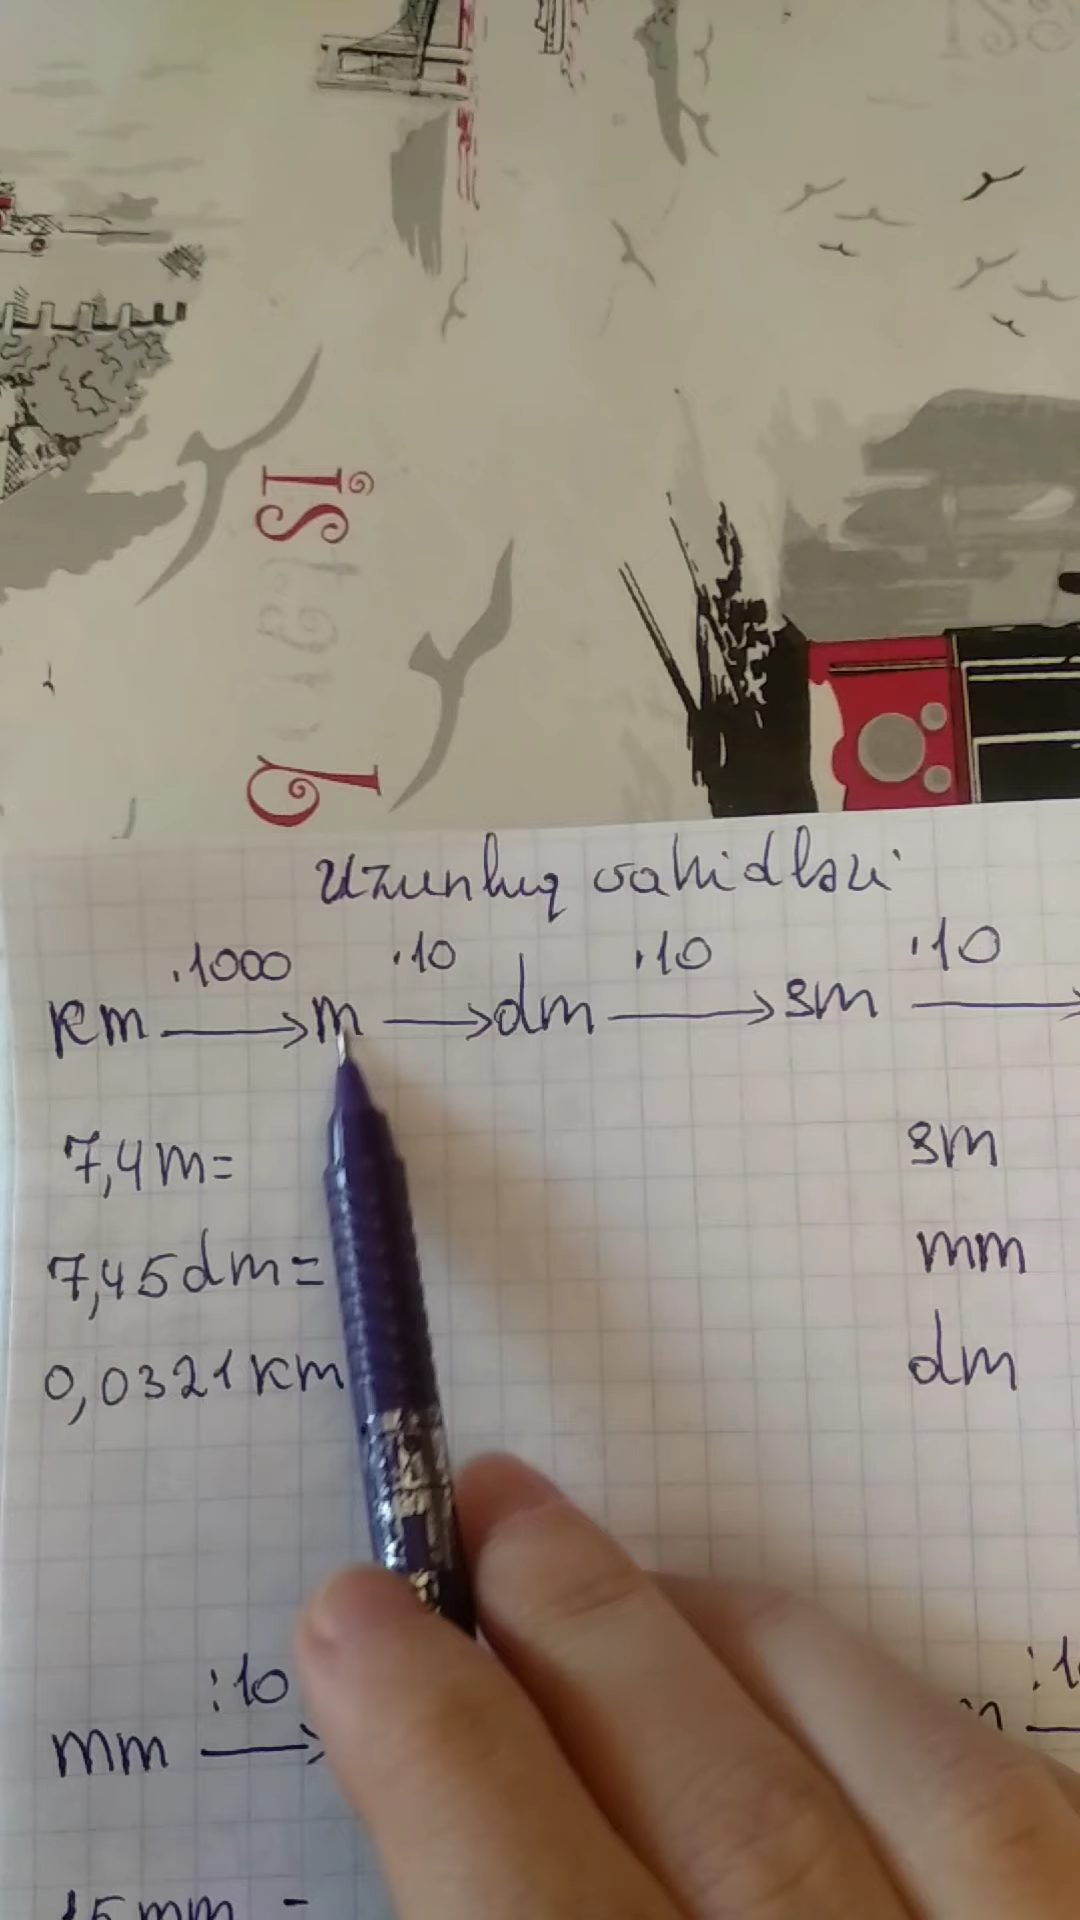 Uzunluq vahidləri
.1000 .10 .10 .10
km → m → dm → sm →
7,4m= sm
7,45dm= mm
0,0321km dm
:10
mm →
15mm =